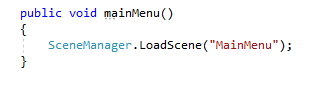 public void mainMenu()
{
SceneManager.LoadScene("MainMenu");
}